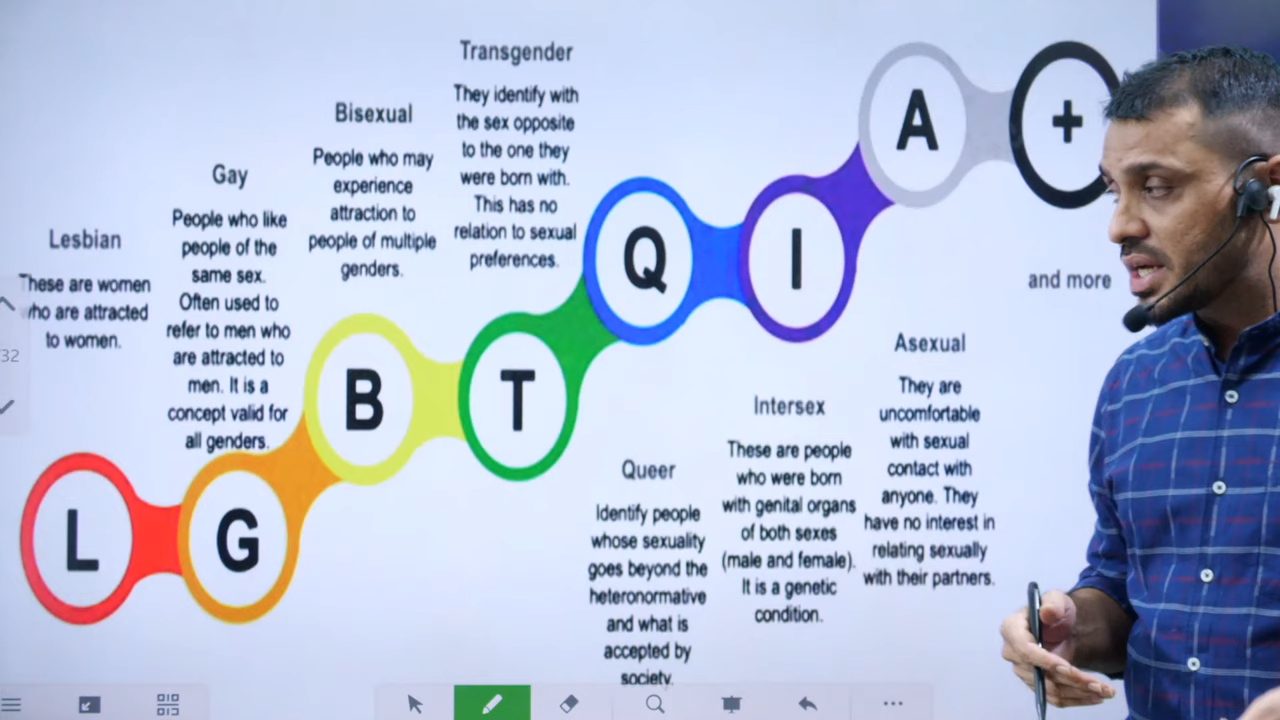 Transgender
They identify with
the sex opposite
to the one they
were born with.
This has no
relation to sexual
preferences.
Bisexual
People who may
experience
attraction to
people of multiple
genders.
Gay
People who like
people of the
same sex.
Often used to
refer to men who
are attracted to
men. It is a
concept valid for
all genders.
Lesbian
These are women
who are attracted
to women.
32
L
G
B
T
Q
I
A
+
and more
Asexual
They are
uncomfortable
with sexual
contact with
anyone. They
have no interest in
relating sexually
with their partners.
Intersex
These are people
who were born
with genital organs
of both sexes
(male and female).
It is a genetic
condition.
Queer
Identify people
whose sexuality
goes beyond the
heteronormative
and what is
accepted by
society.